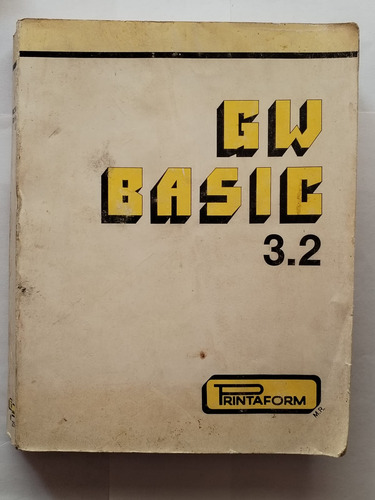 GW
BASIC
3.2
PRINTAFORM
M.R.